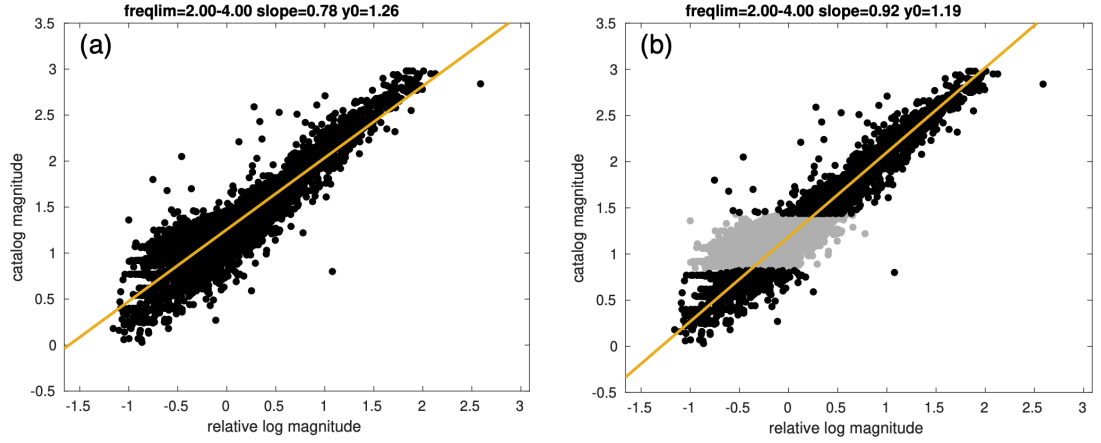 freqlim=2.00-4.00 slope=0.78 y0=1.26
(a)
3.5
3
2.5
2
1.5
1
0.5
0
-0.5
catalog magnitude
-1.5 -1 -0.5 0 0.5 1 1.5 2 2.5 3
relative log magnitude
freqlim=2.00-4.00 slope=0.92 y0=1.19
(b)
3.5
3
2.5
2
1.5
1
0.5
0
-0.5
catalog magnitude
-1.5 -1 -0.5 0 0.5 1 1.5 2 2.5 3
relative log magnitude